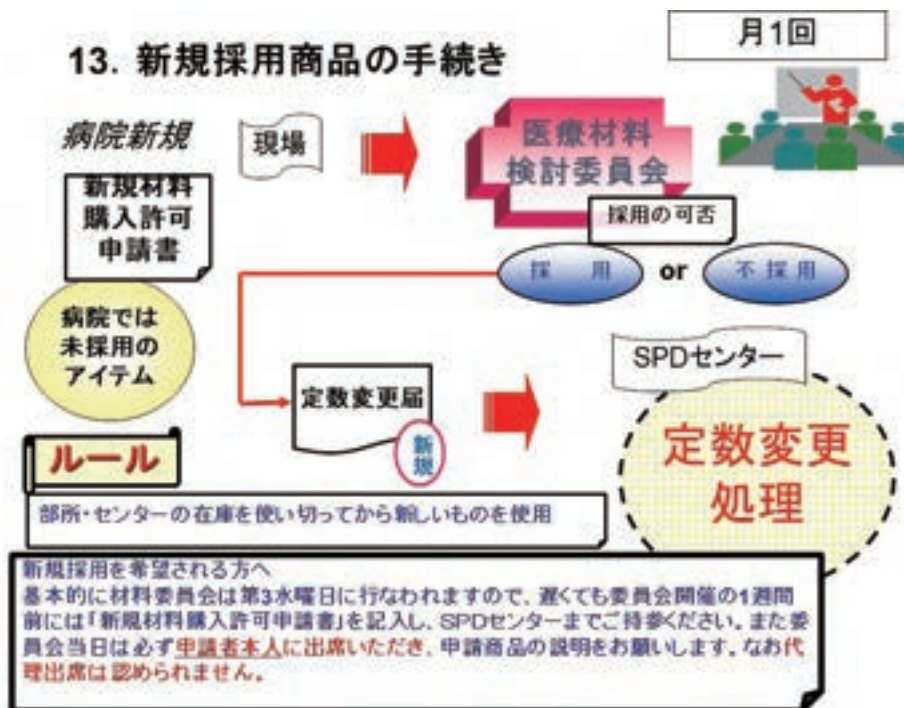 月1回
13. 新規採用商品の手続き
病院新規
現場
医療材料
検討委員会
新規材料
購入許可
申請書
採用の可否
採 用 or 不採用
病院では
未採用の
アイテム
SPDセンター
定数変更届
新規
定数変更
処理
ルール
部所・センターの在庫を使い切ってから新しいものを使用
新規採用を希望される方へ
基本的に材料委員会は第3水曜日に行なわれますので、遅くても委員会開催の1週間
前には「新規材料購入許可申請書」を記入し、SPDセンターまでご持参ください。また委
員会当日は必ず申請者本人に出席いただき、申請商品の説明をお願いします。なお代
理出席は認められません。